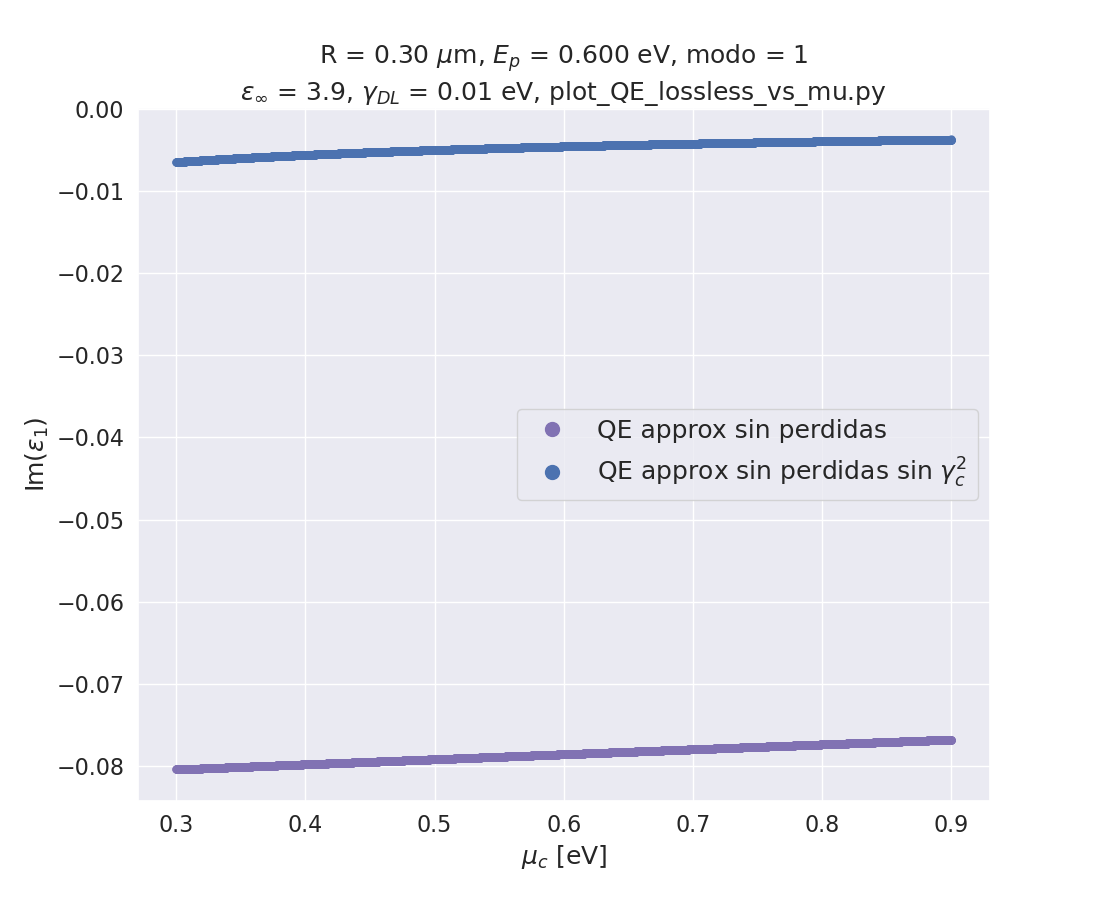 R = 0.30 μm, E_p = 0.600 eV, modo = 1
ε_∞ = 3.9, γ_DL = 0.01 eV, plot_QE_lossless_vs_mu.py
0.00
−0.01
−0.02
−0.03
−0.04
−0.05
−0.06
−0.07
−0.08
Im(ε_1)
QE approx sin perdidas
QE approx sin perdidas sin γ_c^2
0.3 0.4 0.5 0.6 0.7 0.8 0.9
μ_c [eV]